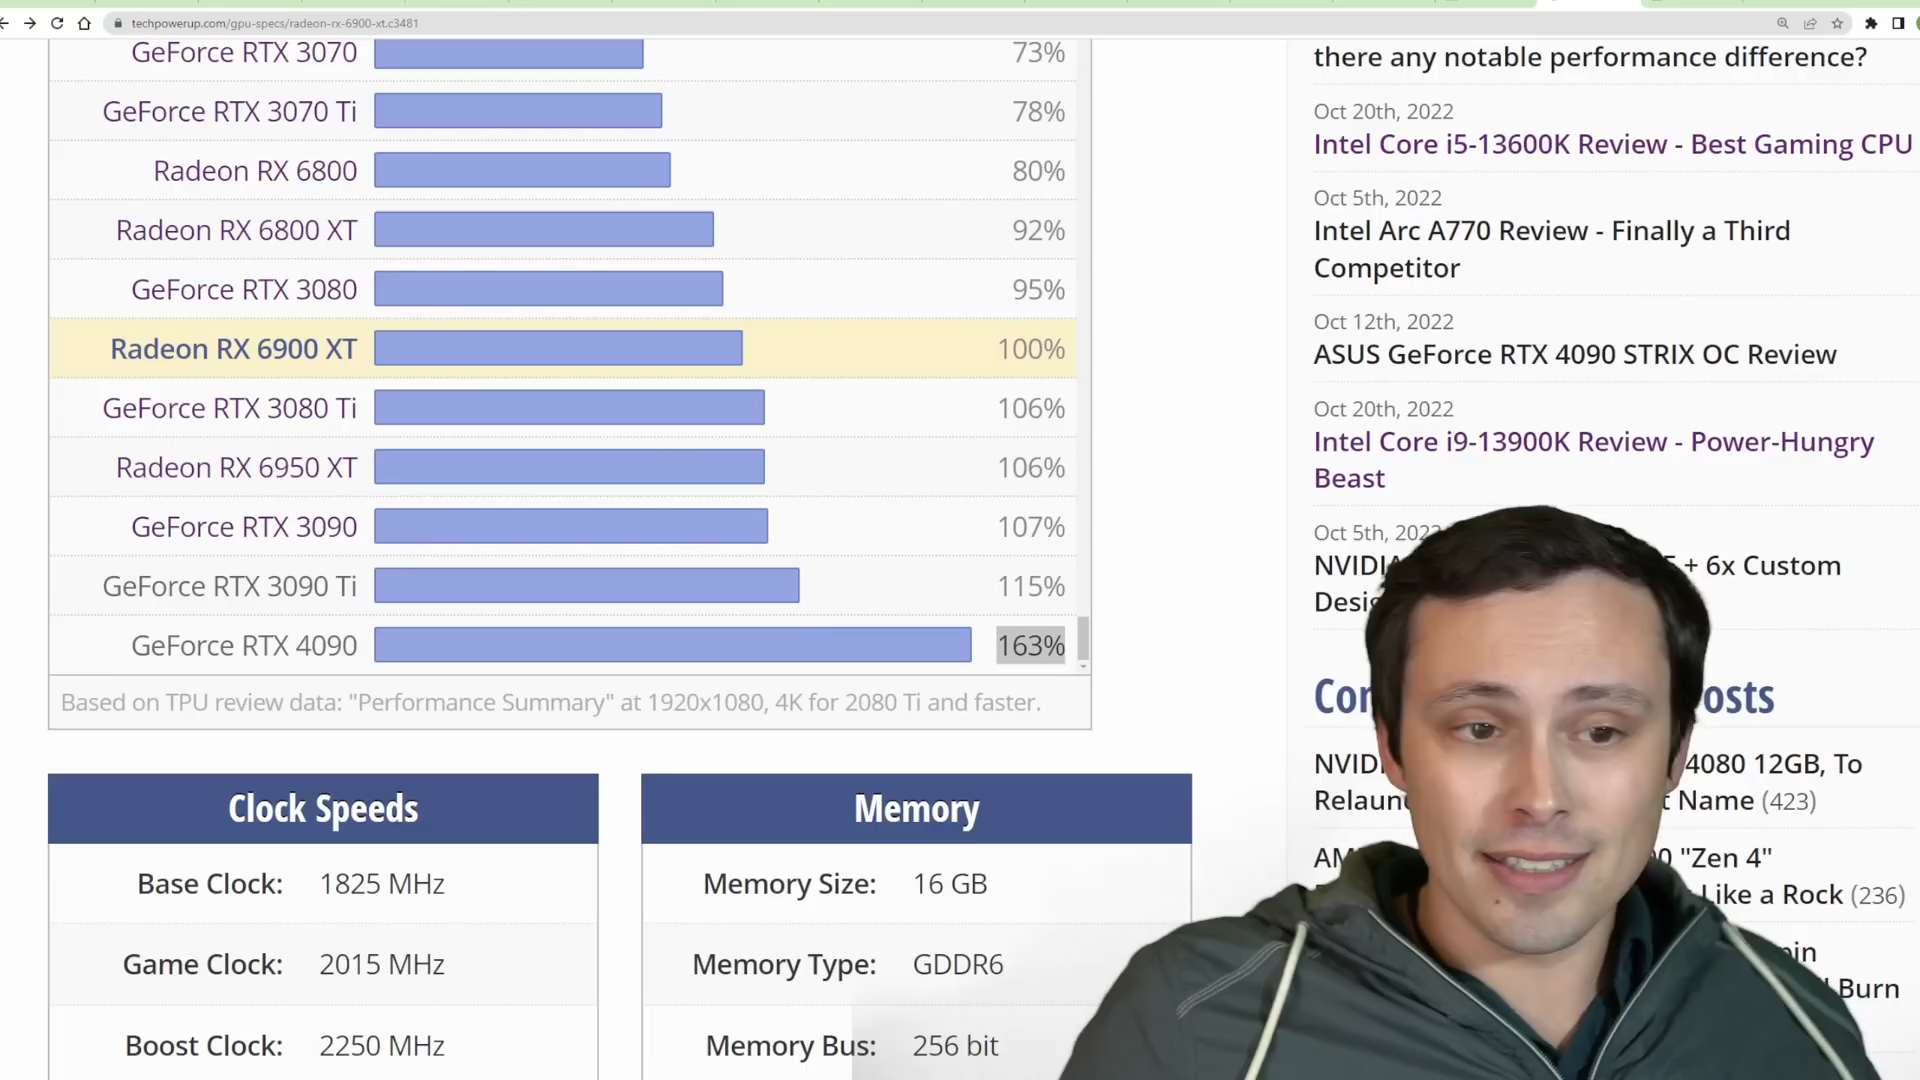 techpowerup.com/gpu-specs/radeon-rx-6900-xt.c3481
GeForce RTX 3070 73%
GeForce RTX 3070 Ti 78%
Radeon RX 6800 80%
Radeon RX 6800 XT 92%
GeForce RTX 3080 95%
Radeon RX 6900 XT 100%
GeForce RTX 3080 Ti 106%
Radeon RX 6950 XT 106%
GeForce RTX 3090 107%
GeForce RTX 3090 Ti 115%
GeForce RTX 4090 163%
Based on TPU review data: "Performance Summary" at 1920x1080, 4K for 2080 Ti and faster.
Clock Speeds
Base Clock: 1825 MHz
Game Clock: 2015 MHz
Boost Clock: 2250 MHz
Memory
Memory Size: 16 GB
Memory Type: GDDR6
Memory Bus: 256 bit
there any notable performance difference?
Oct 20th, 2022
Intel Core i5-13600K Review - Best Gaming CPU
Oct 5th, 2022
Intel Arc A770 Review - Finally a Third
Competitor
Oct 12th, 2022
ASUS GeForce RTX 4090 STRIX OC Review
Oct 20th, 2022
Intel Core i9-13900K Review - Power-Hungry
Beast
Oct 5th, 2022
+ 6x Custom
4080 12GB, To
Name (423)
"Zen 4"
Like a Rock (236)
Burn